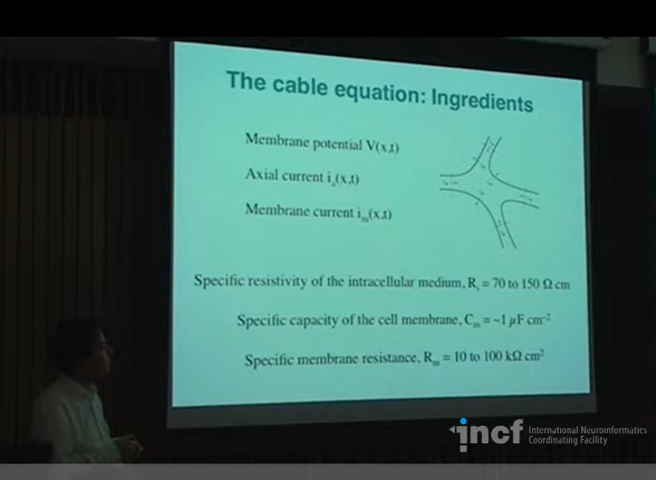 The cable equation: Ingredients
Membrane potential V(x,t)
Axial current iₐ(x,t)
Membrane current iₘ(x,t)
Specific resistivity of the intracellular medium, Rᵢ = 70 to 150 Ω cm
Specific capacity of the cell membrane, Cₘ = ~1 µF cm⁻²
Specific membrane resistance, Rₘ = 10 to 100 kΩ cm²
incf International Neuroinformatics
Coordinating Facility